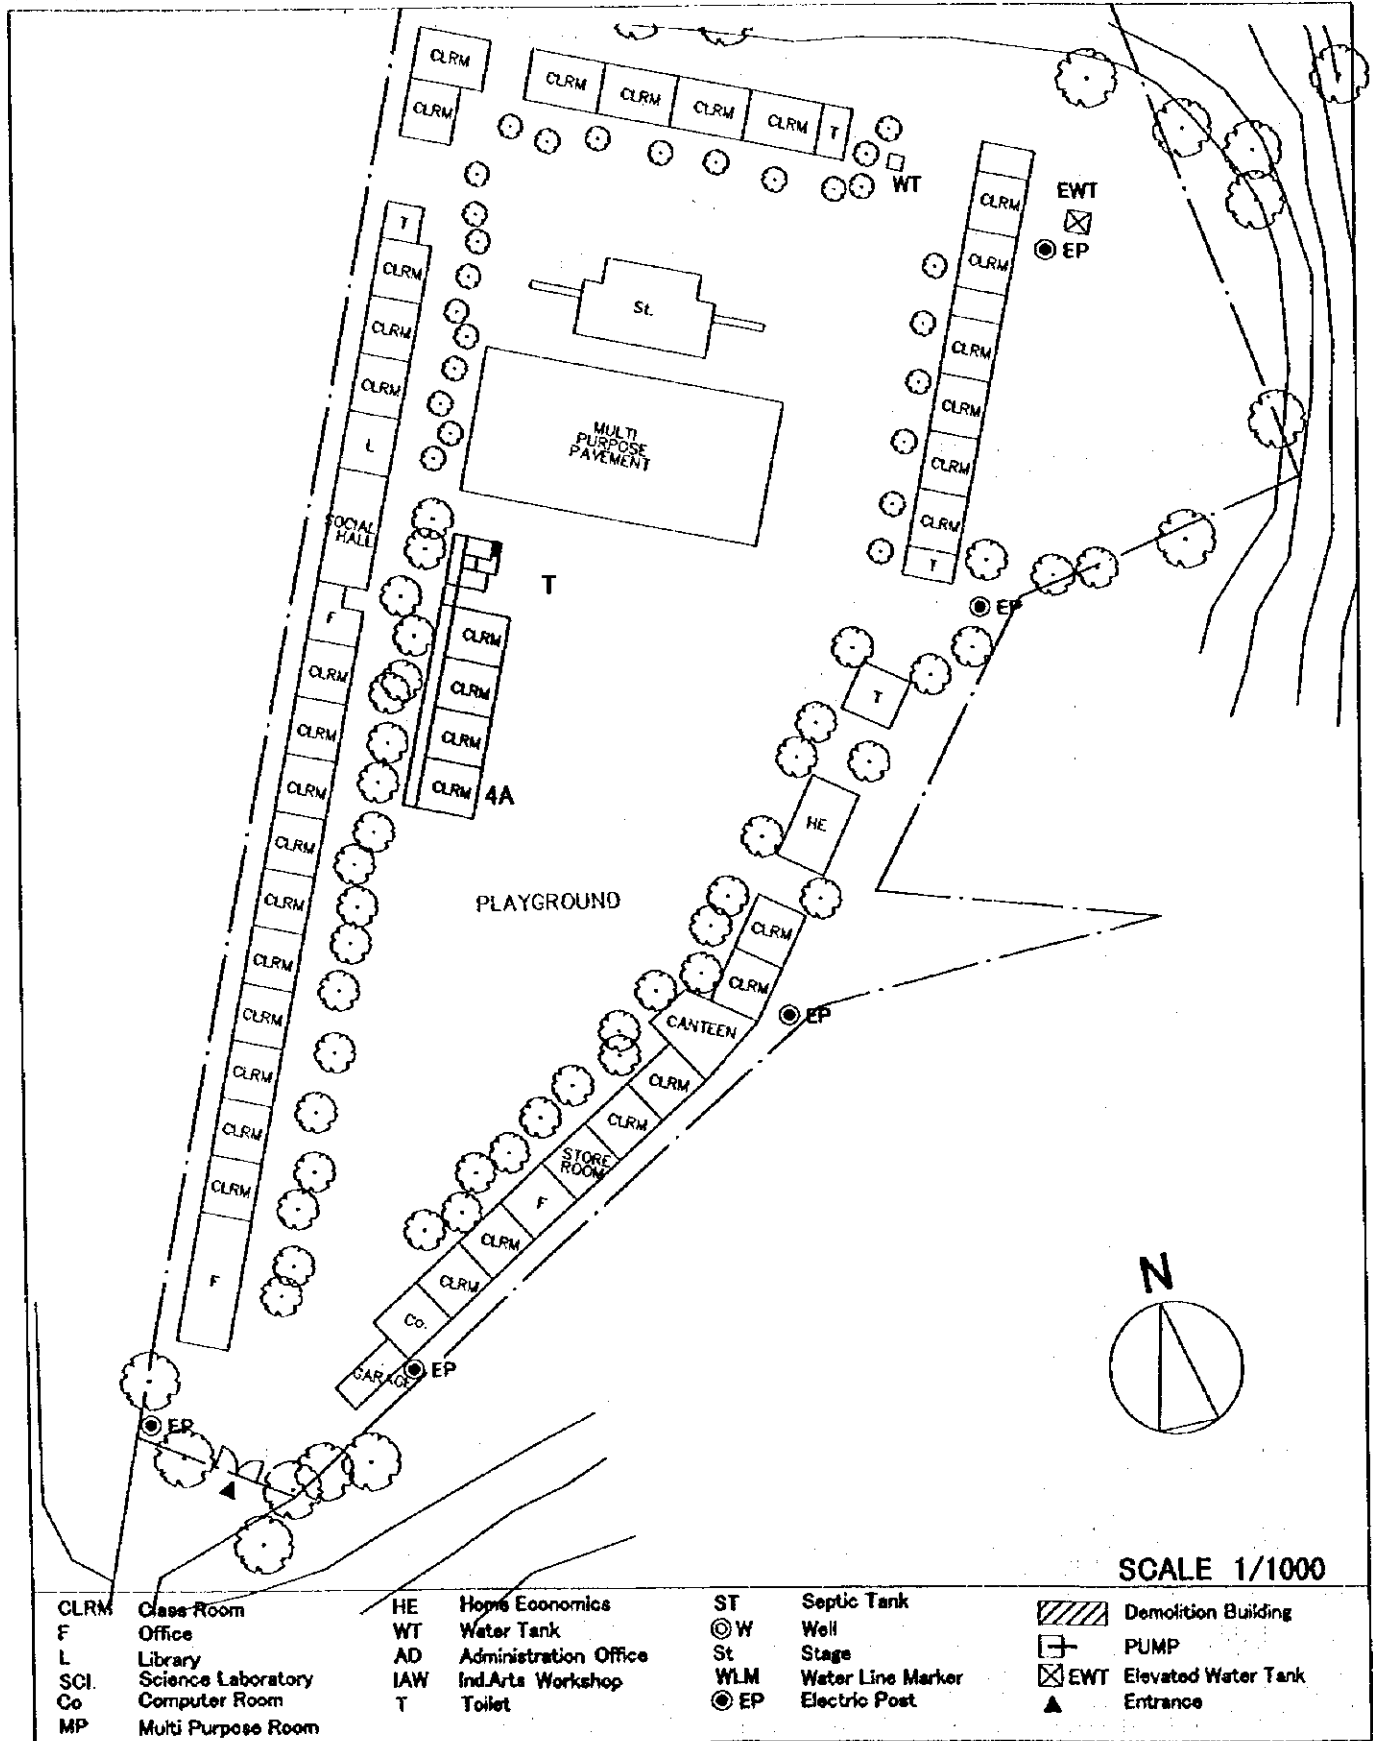 CLRM
CLRM
CLRM
CLRM
CLRM
CLRM
T
WT
CLRM
EWT
EP
CLRM
T
CLRM
CLRM
CLRM
L
SOCIAL
HALL
St.
MULTI
PURPOSE
PAVEMENT
CLRM
CLRM
CLRM
CLRM
T
EP
T
F
CLRM
CLRM
CLRM
CLRM
CLRM
CLRM
CLRM
CLRM
CLRM
CLRM
F
CLRM
CLRM
CLRM
CLRM 4A
T
HE
PLAYGROUND
CLRM
CLRM
CANTEEN
EP
CLRM
CLRM
STORE
ROOM
F
CLRM
CLRM
Co.
GARAGE
EP
EP
N
SCALE 1/1000
CLRM Class Room
F Office
L Library
SCI. Science Laboratory
Co Computer Room
MP Multi Purpose Room
HE Home Economics
WT Water Tank
AD Administration Office
IAW Ind.Arts Workshop
T Toilet
ST Septic Tank
W Well
St Stage
WLM Water Line Marker
EP Electric Post
Demolition Building
PUMP
EWT Elevated Water Tank
Entrance